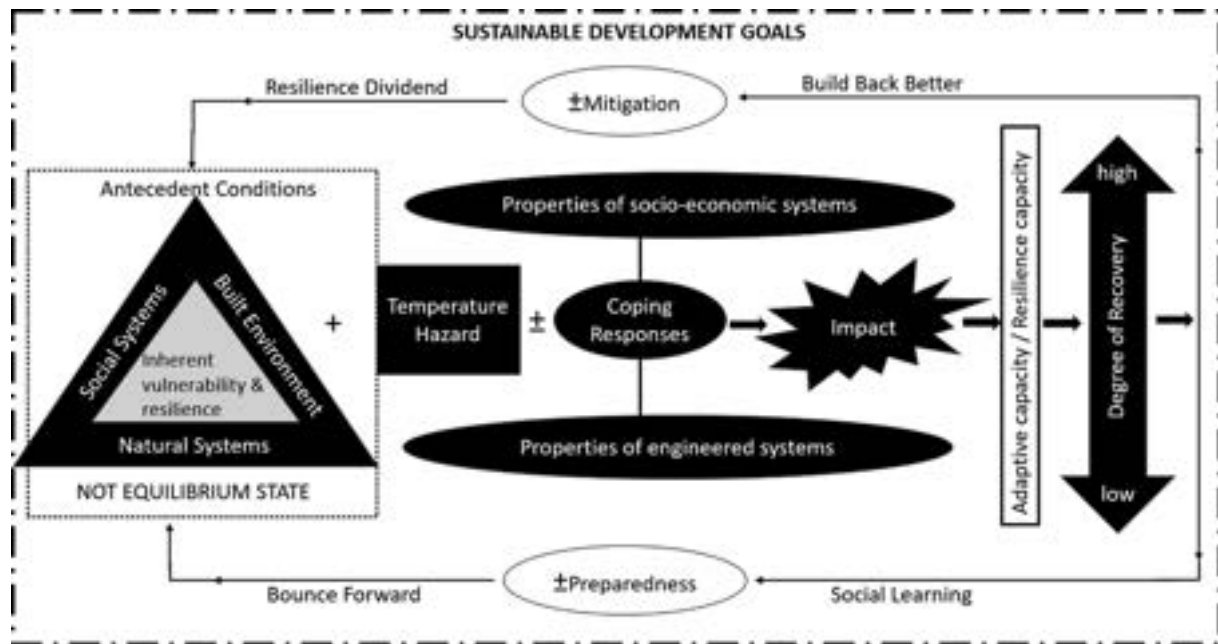 SUSTAINABLE DEVELOPMENT GOALS
Resilience Dividend
±Mitigation
Build Back Better
Antecedent Conditions
Social Systems
Built Environment
Inherent
vulnerability &
resilience
Natural Systems
NOT EQUILIBRIUM STATE
+
Temperature
Hazard
±
Properties of socio-economic systems
Coping
Responses
Properties of engineered systems
Impact
Adaptive capacity / Resilience capacity
high
Degree of Recovery
low
Bounce Forward
±Preparedness
Social Learning